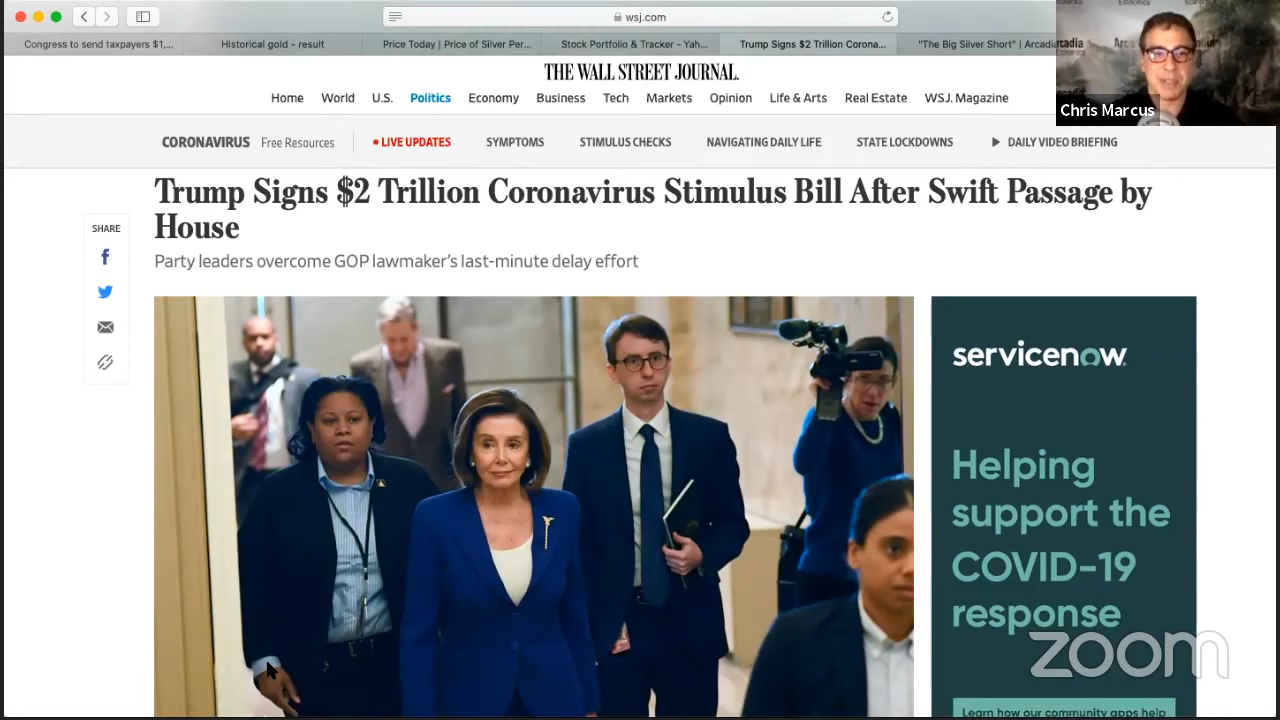 wsj.com
Congress to send taxpayers $1,...
Historical gold - result
Price Today | Price of Silver Per...
Stock Portfolio & Tracker - Yah...
Trump Signs $2 Trillion Corona...
"The Big Silver Short" | Arcadia
THE WALL STREET JOURNAL.
Chris Marcus
Home World U.S. Politics Economy Business Tech Markets Opinion Life & Arts Real Estate WSJ. Magazine
CORONAVIRUS Free Resources LIVE UPDATES SYMPTOMS STIMULUS CHECKS NAVIGATING DAILY LIFE STATE LOCKDOWNS DAILY VIDEO BRIEFING
Trump Signs $2 Trillion Coronavirus Stimulus Bill After Swift Passage by
House
Party leaders overcome GOP lawmaker's last-minute delay effort
SHARE
servicenow
Helping
support the
COVID-19
response
zoom
Learn how our community apps help